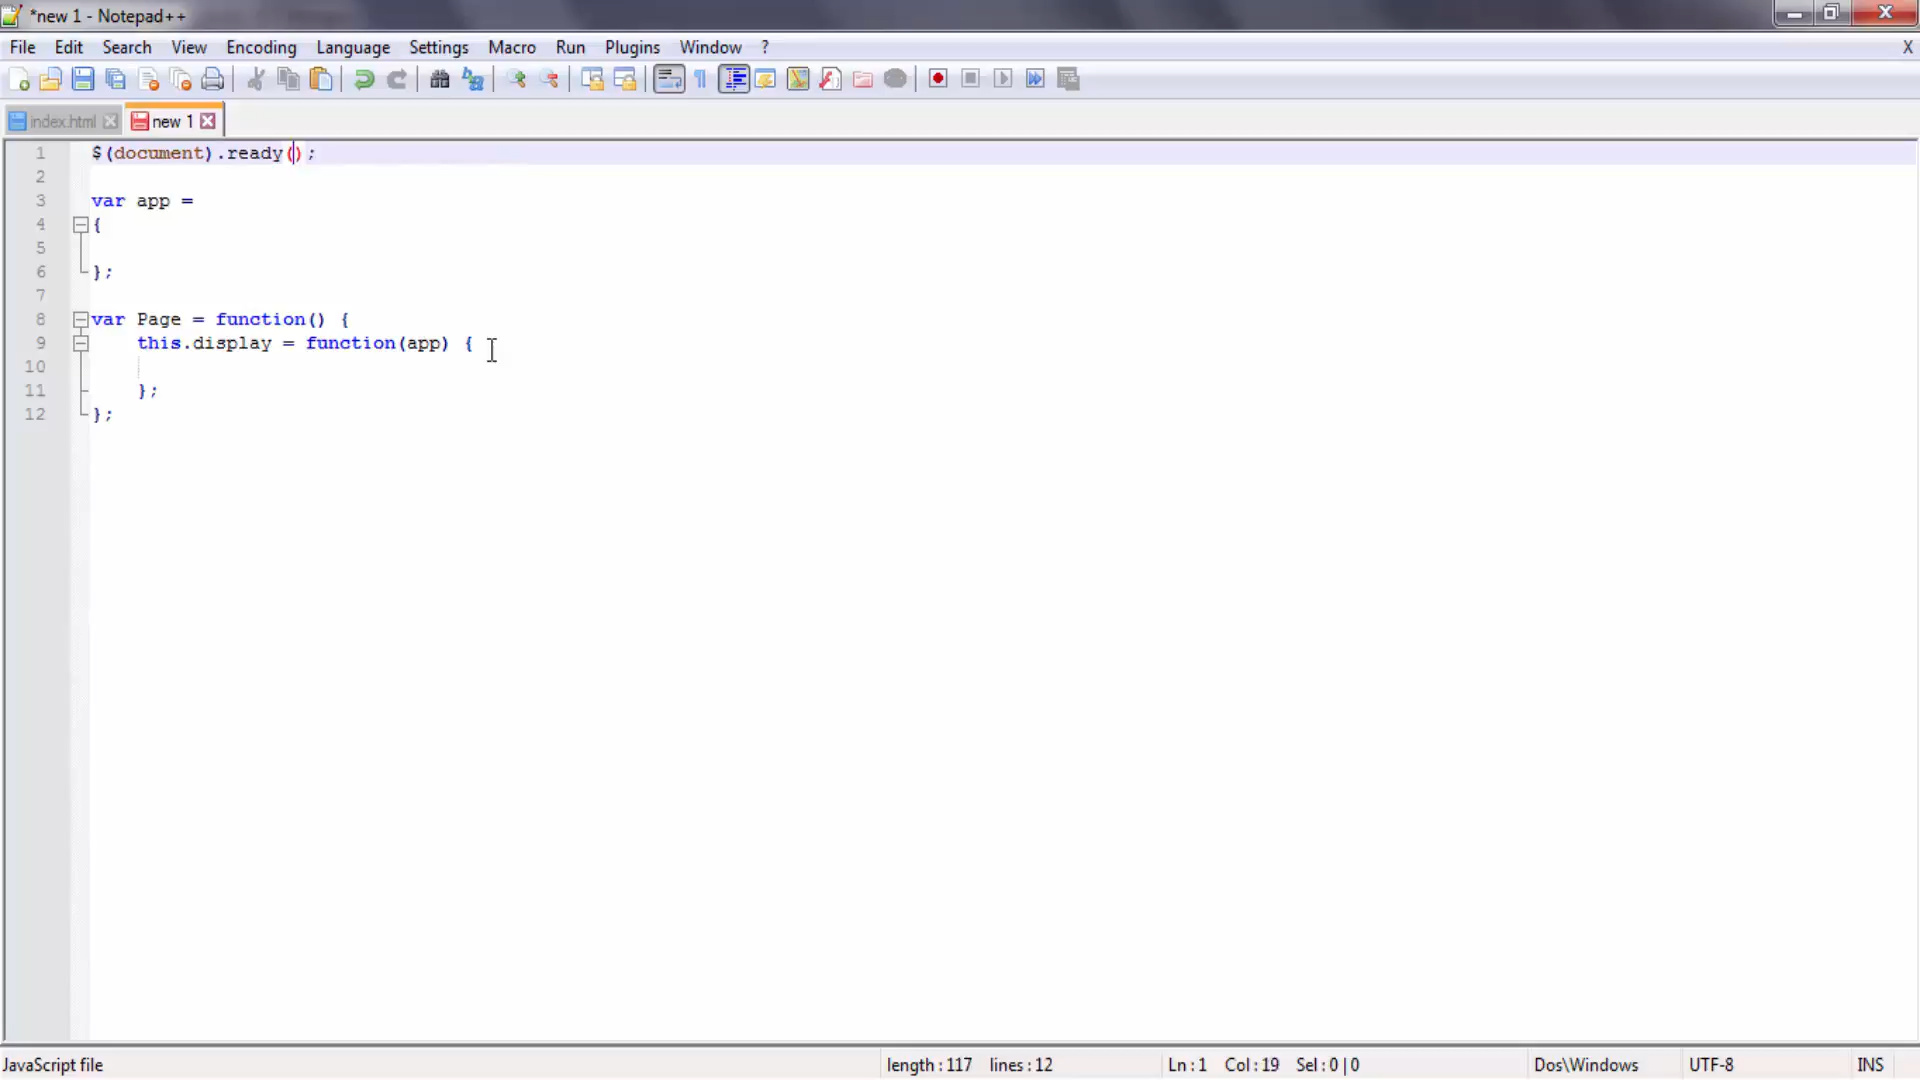 *new 1 - Notepad++
File Edit Search View Encoding Language Settings Macro Run Plugins Window ? X
index.html new 1
1 $(document).ready();
2
3 var app =
4 {
5
6 };
7
8 var Page = function() {
9 this.display = function(app) {
10
11 };
12 };
JavaScript file length : 117 lines : 12 Ln : 1 Col : 19 Sel : 0 | 0 Dos\Windows UTF-8 INS